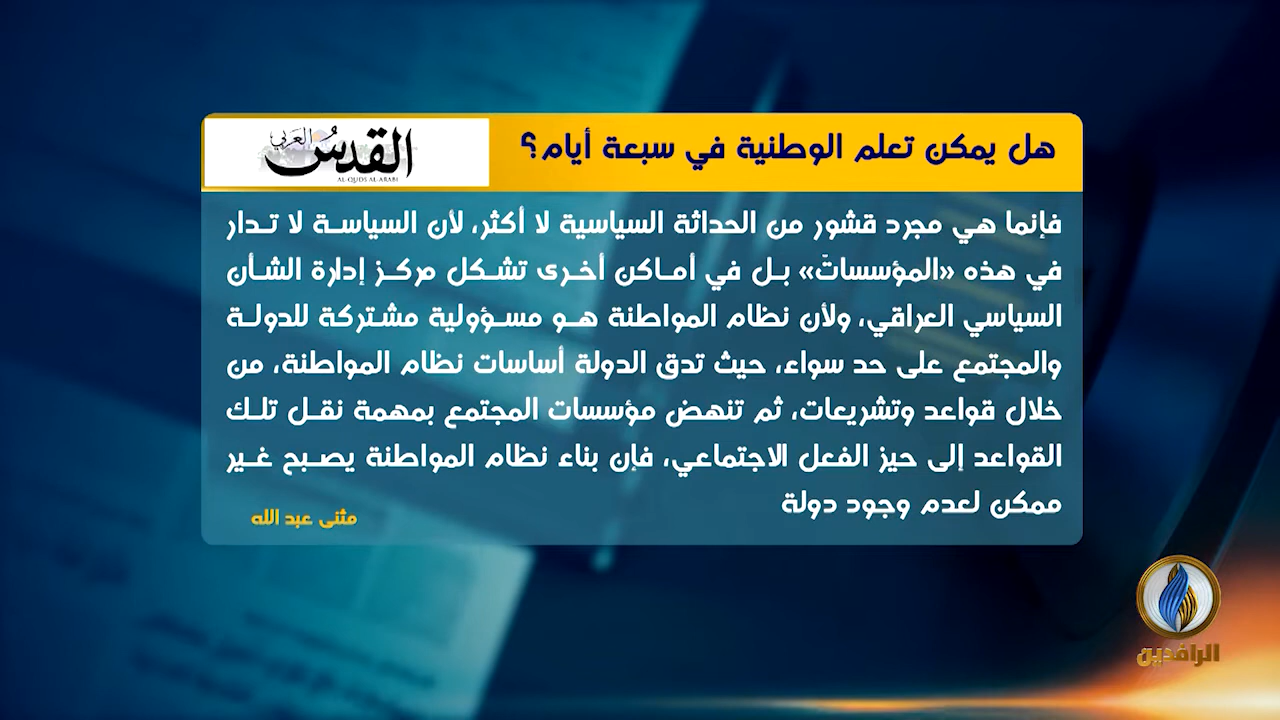 هل يمكن تعلم الوطنية في سبعة أيام؟
القدس العربي
AL-QUDS AL-ARABI
فإنما هي مجرد قشور من الحداثة السياسية لا أكثر، لأن السياسة لا تدار
في هذه «المؤسسات» بل في أماكن أخرى تشكل مركز إدارة الشأن
السياسي العراقي، ولأن نظام المواطنة هو مسؤولية مشتركة للدولة
والمجتمع على حد سواء، حيث تدق الدولة أساسات نظام المواطنة، من
خلال قواعد وتشريعات، ثم تنهض مؤسسات المجتمع بمهمة نقل تلك
القواعد إلى حيز الفعل الاجتماعي، فإن بناء نظام المواطنة يصبح غير
ممكن لعدم وجود دولة
مثنى عبد الله
الرافدين